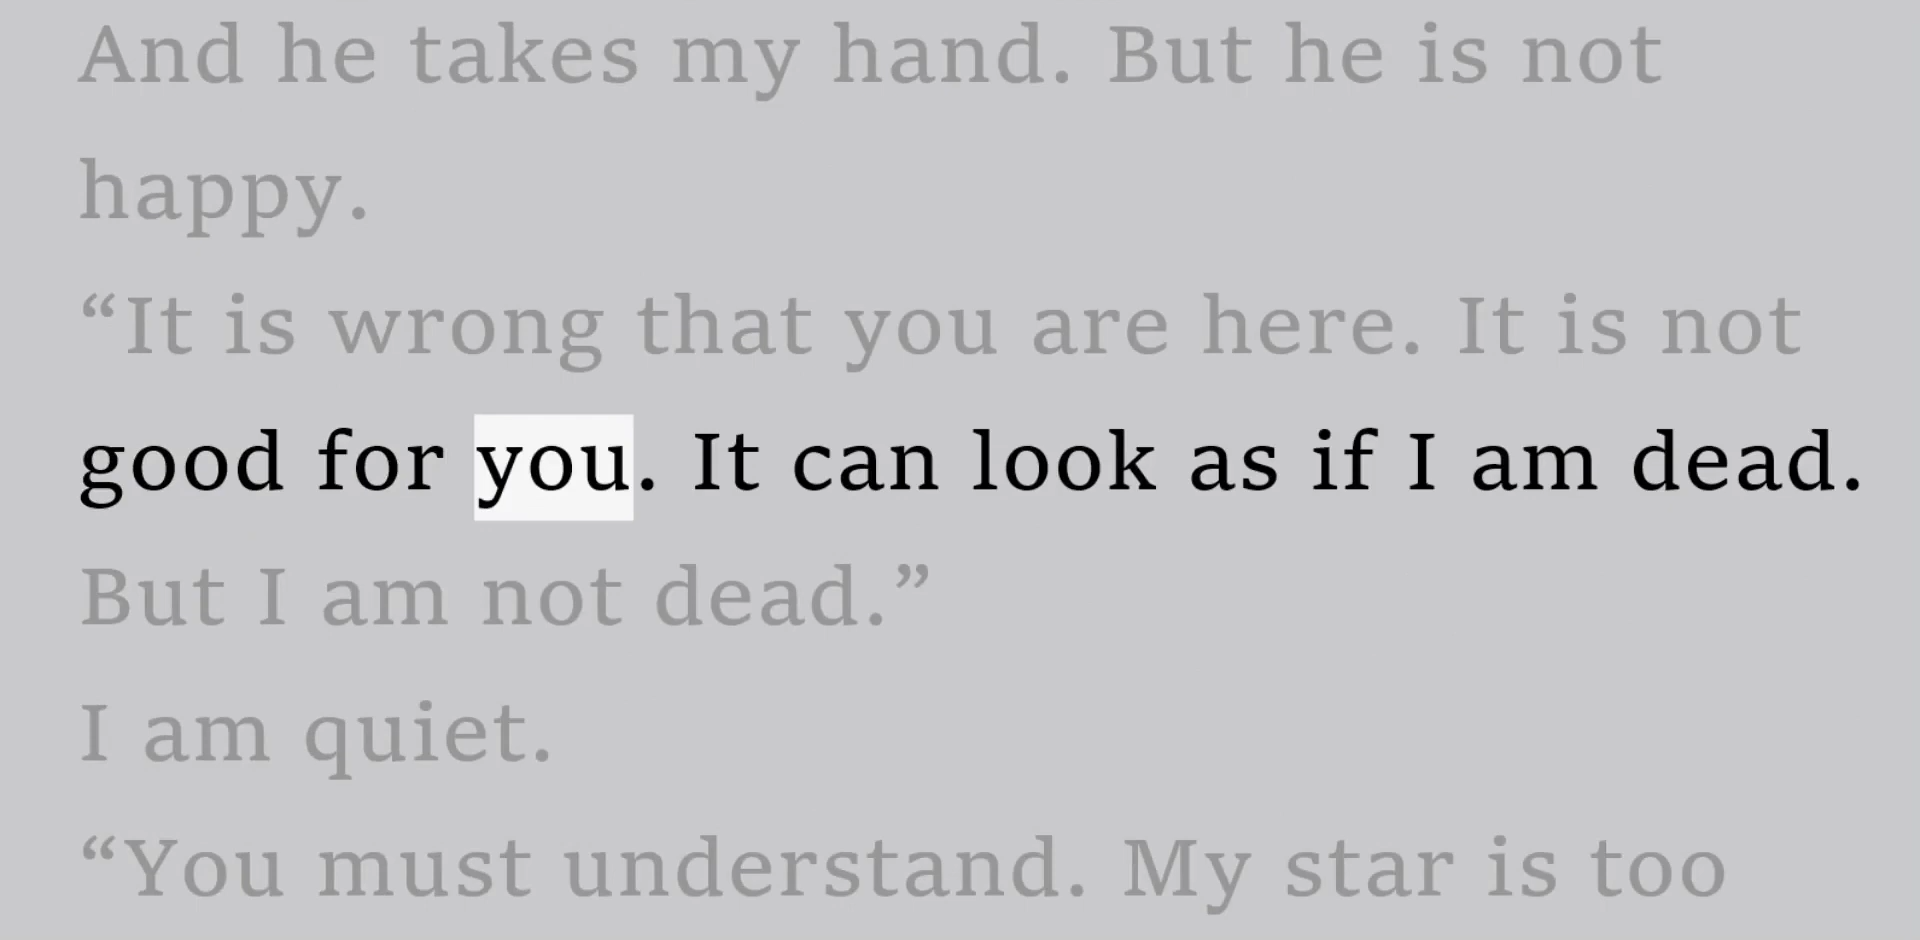 And he takes my hand. But he is not
happy.
“It is wrong that you are here. It is not
good for you. It can look as if I am dead.
But I am not dead.”
I am quiet.
“You must understand. My star is too